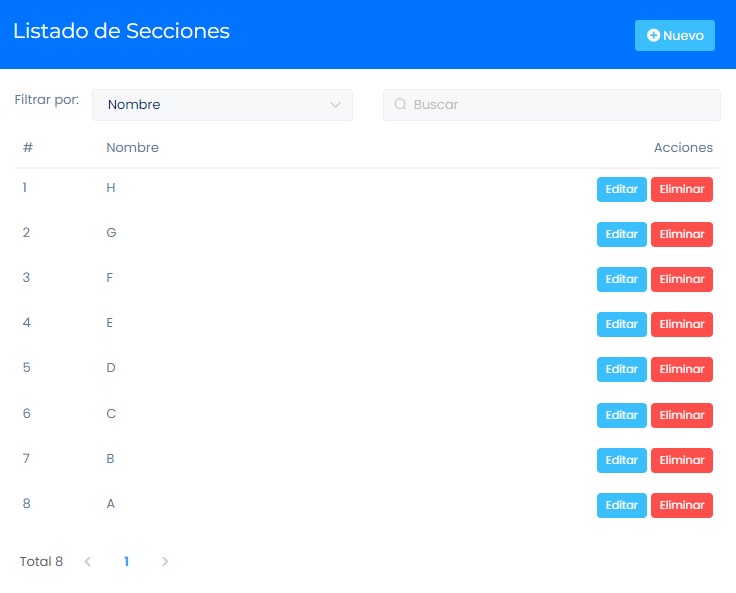 Listado de Secciones
Nuevo
Filtrar por: Nombre Buscar
# Nombre Acciones
1 H Editar Eliminar
2 G Editar Eliminar
3 F Editar Eliminar
4 E Editar Eliminar
5 D Editar Eliminar
6 C Editar Eliminar
7 B Editar Eliminar
8 A Editar Eliminar
Total 8 1